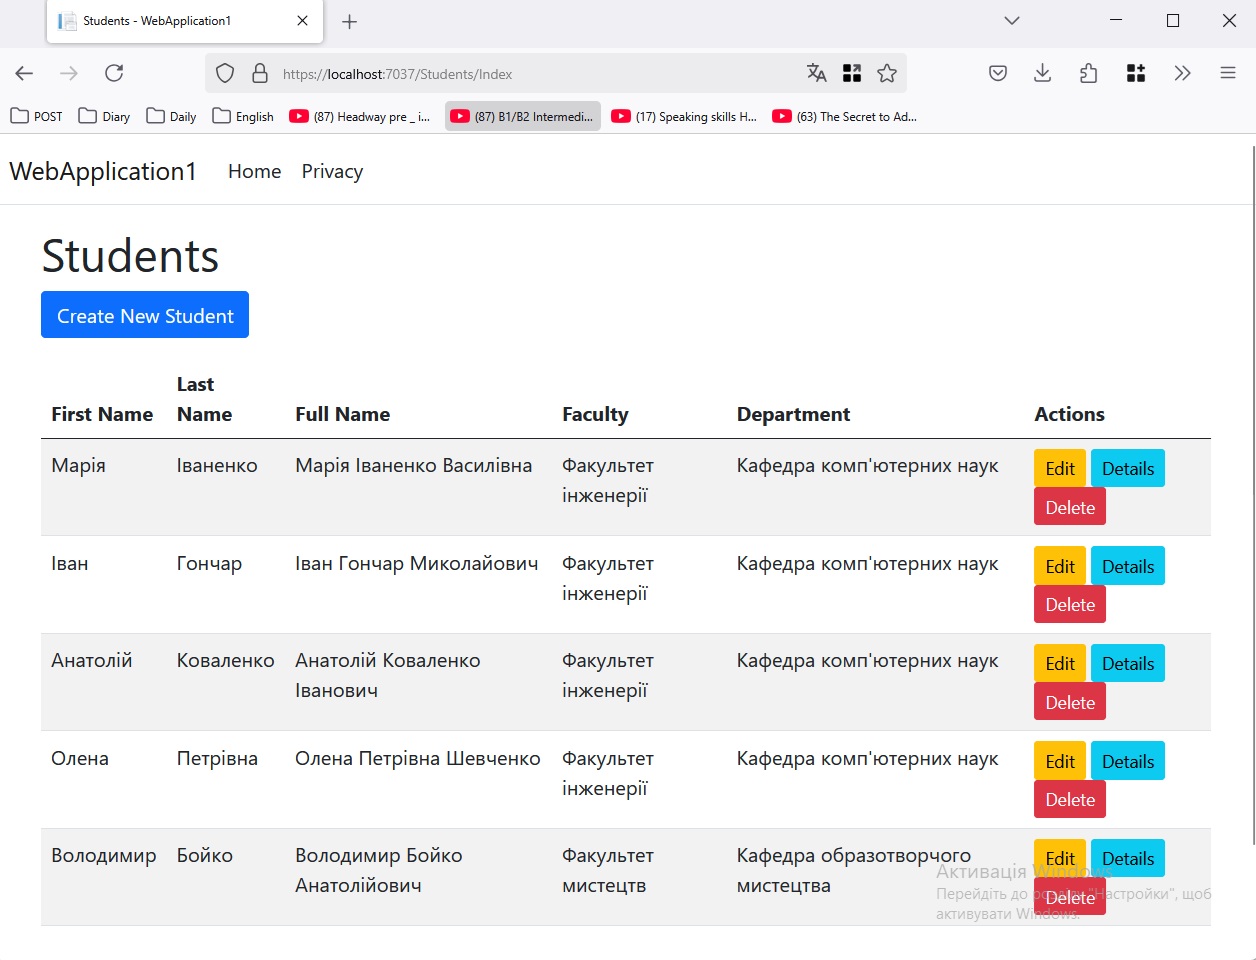 Students - WebApplication1
https://localhost:7037/Students/Index
POST Diary Daily English (87) Headway pre _ i... (87) B1/B2 Intermedi... (17) Speaking skills H... (63) The Secret to Ad...
WebApplication1 Home Privacy
Students
Create New Student
First Name Last Name Full Name Faculty Department Actions
Марія Іваненко Марія Іваненко Василівна Факультет Кафедра комп'ютерних наук Edit Details
інженерії Delete
Іван Гончар Іван Гончар Миколайович Факультет Кафедра комп'ютерних наук Edit Details
інженерії Delete
Анатолій Коваленко Анатолій Коваленко Факультет Кафедра комп'ютерних наук Edit Details
Іванович інженерії Delete
Олена Петрівна Олена Петрівна Шевченко Факультет Кафедра комп'ютерних наук Edit Details
інженерії Delete
Володимир Бойко Володимир Бойко Факультет Кафедра образотворчого Edit Details
Анатолійович мистецтв мистецтва Delete
Активація Windows
Перейдіть до розділу "Настройки", щоб
активувати Windows.